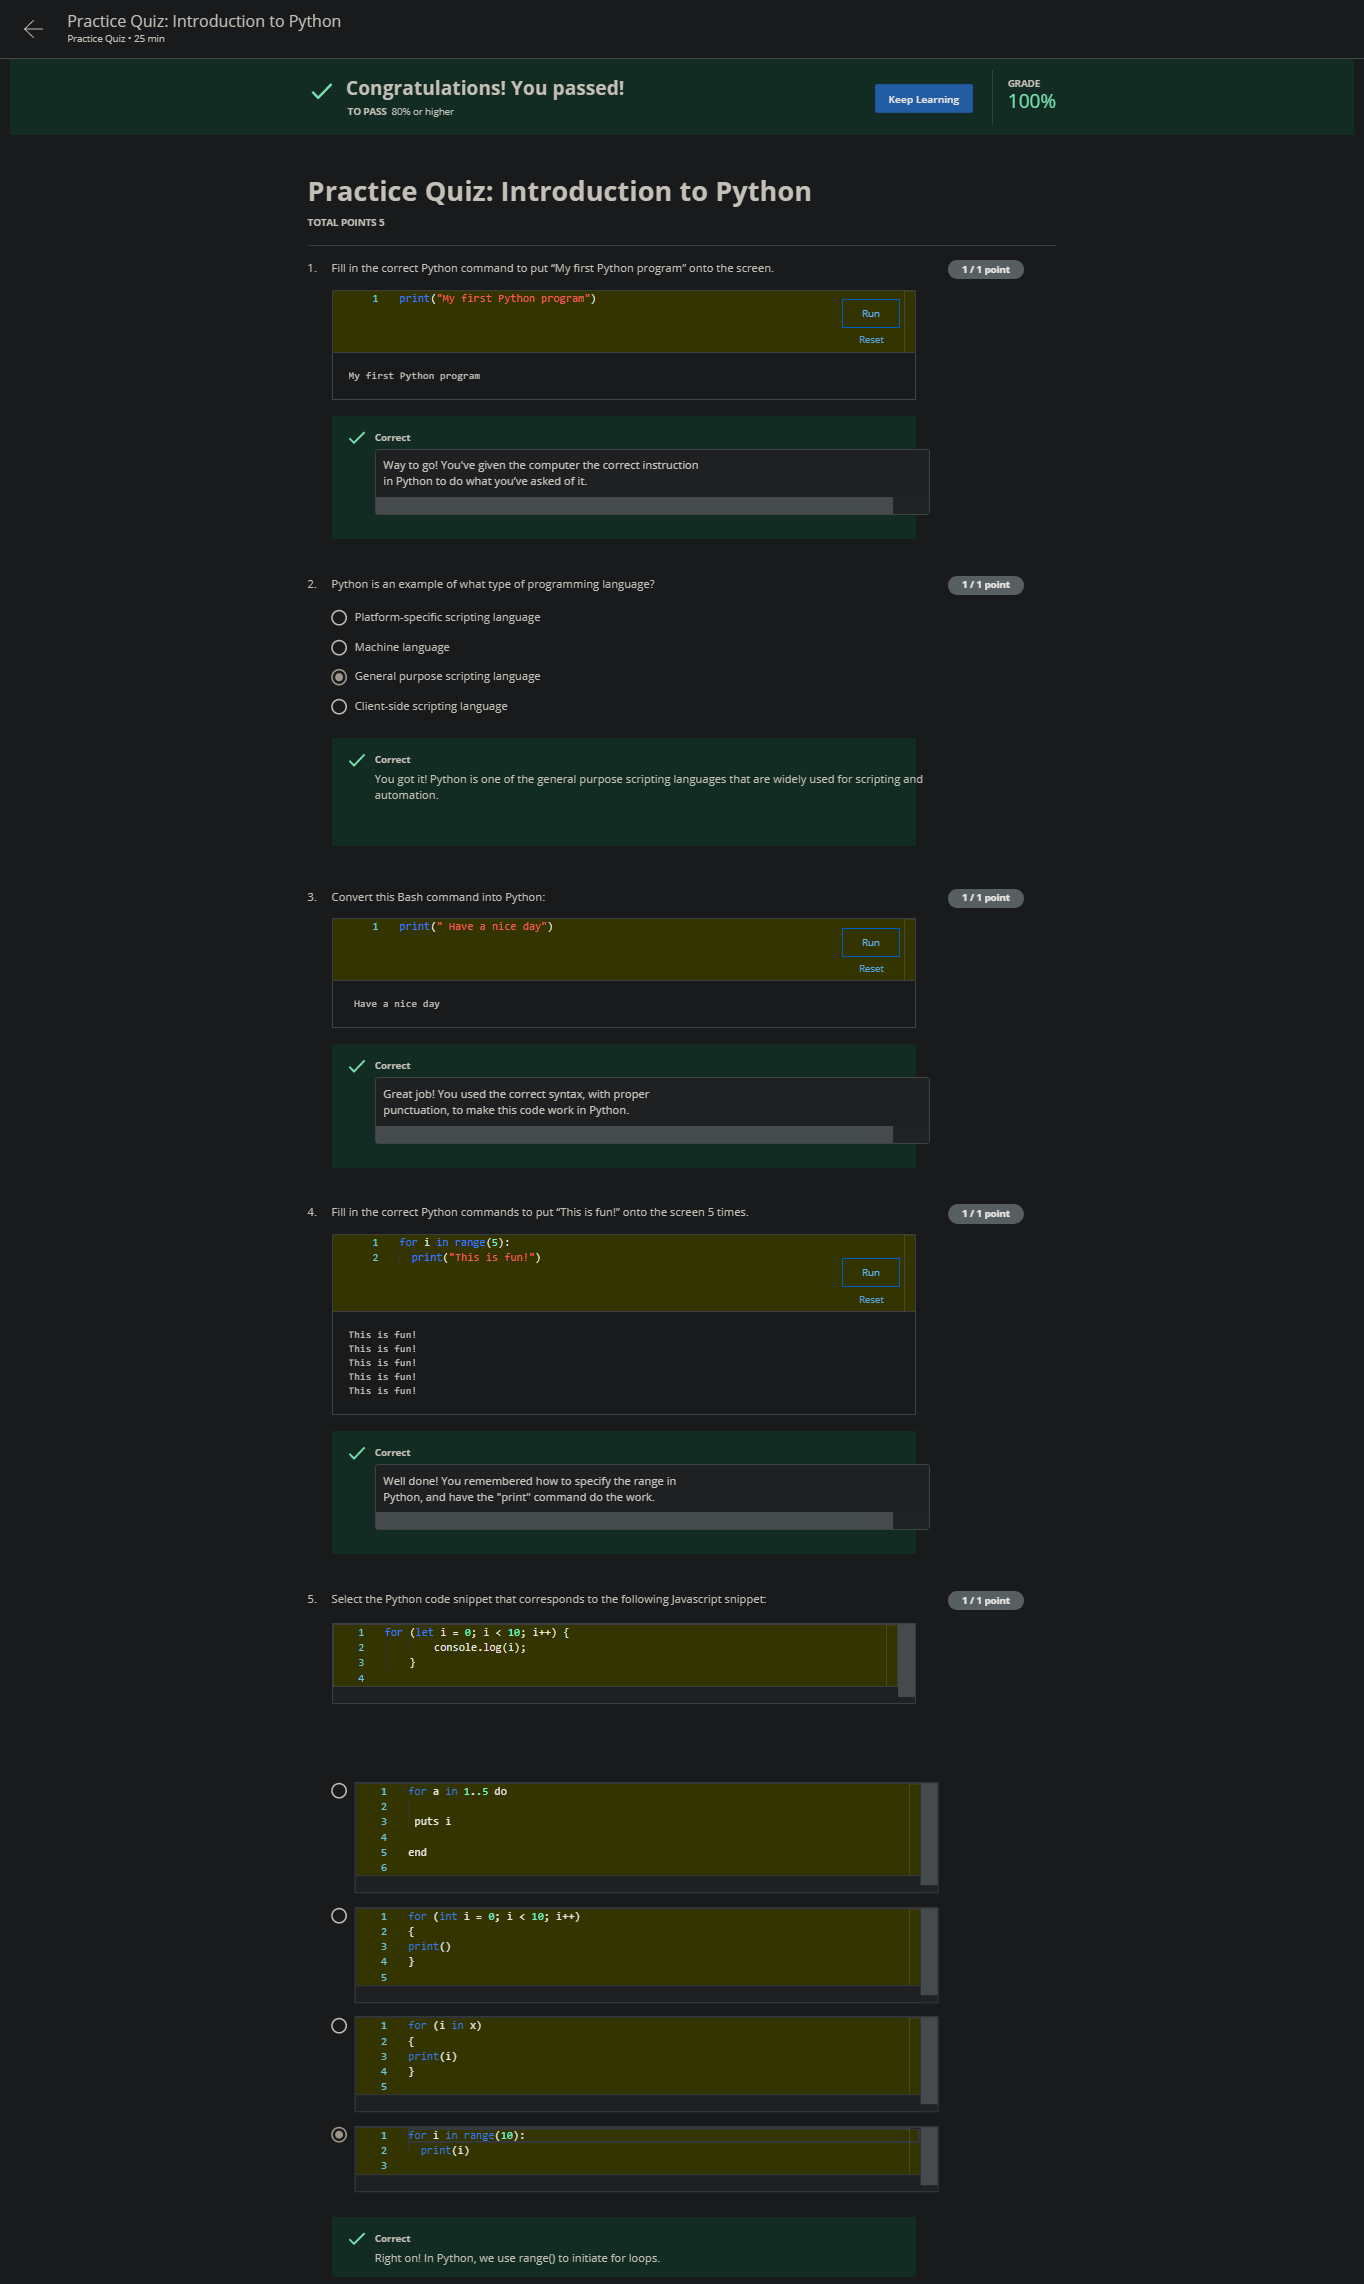 Practice Quiz: Introduction to Python
Practice Quiz • 25 min
Congratulations! You passed!
TO PASS 80% or higher
Keep Learning
GRADE
100%
Practice Quiz: Introduction to Python
TOTAL POINTS 5
1. Fill in the correct Python command to put “My first Python program” onto the screen.
1 / 1 point
1 print("My first Python program")
Run
Reset
My first Python program
Correct
Way to go! You've given the computer the correct instruction
in Python to do what you’ve asked of it.
2. Python is an example of what type of programming language?
1 / 1 point
Platform-specific scripting language
Machine language
General purpose scripting language
Client-side scripting language
Correct
You got it! Python is one of the general purpose scripting languages that are widely used for scripting and
automation.
3. Convert this Bash command into Python:
1 / 1 point
1 print(" Have a nice day")
Run
Reset
Have a nice day
Correct
Great job! You used the correct syntax, with proper
punctuation, to make this code work in Python.
4. Fill in the correct Python commands to put “This is fun!” onto the screen 5 times.
1 / 1 point
1 for i in range(5):
2 print("This is fun!")
Run
Reset
This is fun!
This is fun!
This is fun!
This is fun!
This is fun!
Correct
Well done! You remembered how to specify the range in
Python, and have the "print" command do the work.
5. Select the Python code snippet that corresponds to the following Javascript snippet:
1 / 1 point
1 for (let i = 0; i < 10; i++) {
2 console.log(i);
3 }
4
1 for a in 1..5 do
2
3 puts i
4
5 end
6
1 for (int i = 0; i < 10; i++)
2 {
3 print()
4 }
5
1 for (i in x)
2 {
3 print(i)
4 }
5
1 for i in range(10):
2 print(i)
3
Correct
Right on! In Python, we use range() to initiate for loops.